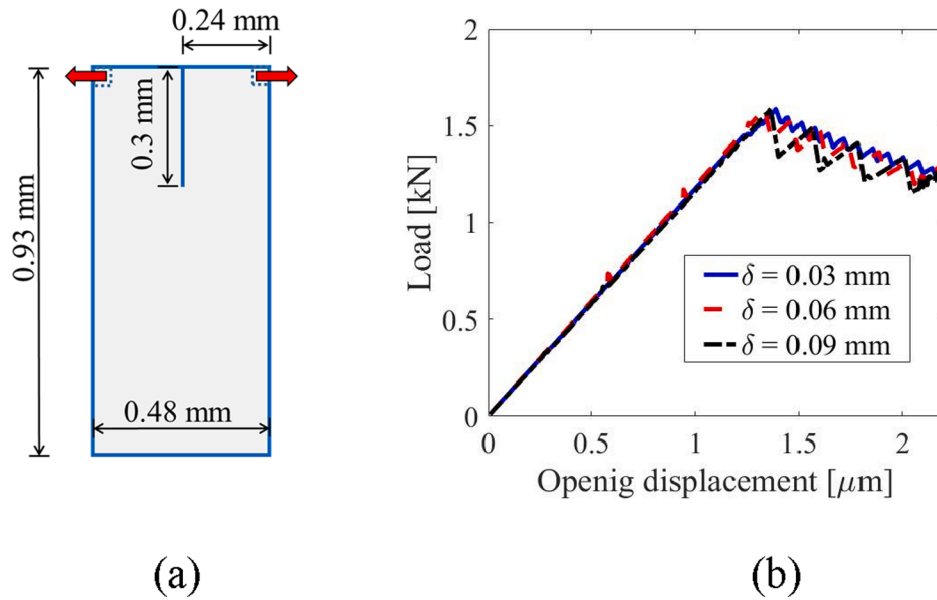 0.24 mm
0.3 mm
0.93 mm
0.48 mm
(a)
2
1.5
1
0.5
0
Load [kN]
δ = 0.03 mm
δ = 0.06 mm
δ = 0.09 mm
0 0.5 1 1.5 2
Openig displacement [μm]
(b)